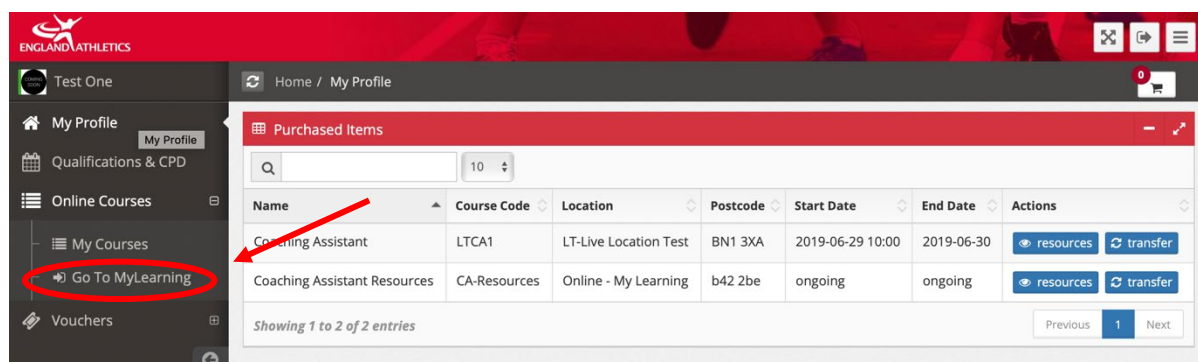 ENGLAND ATHLETICS
COMING SOON
Test One
Home / My Profile
0
My Profile
My Profile
Qualifications & CPD
Online Courses
My Courses
Go To MyLearning
Vouchers
Purchased Items
10
Name Course Code Location Postcode Start Date End Date Actions
Coaching Assistant LTCA1 LT-Live Location Test BN1 3XA 2019-06-29 10:00 2019-06-30 resources transfer
Coaching Assistant Resources CA-Resources Online - My Learning b42 2be ongoing ongoing resources transfer
Showing 1 to 2 of 2 entries
Previous 1 Next